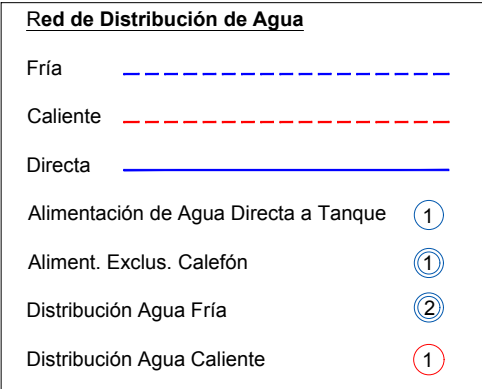 Red de Distribución de Agua
Fría
Caliente
Directa
Alimentación de Agua Directa a Tanque 1
Aliment. Exclus. Calefón 1
Distribución Agua Fría 2
Distribución Agua Caliente 1